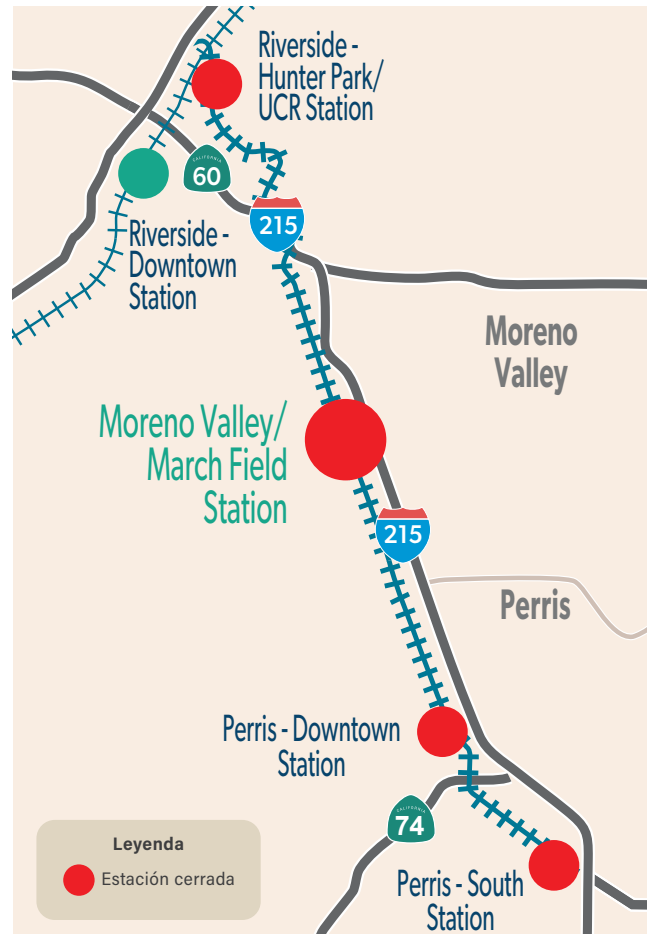 Riverside -
Hunter Park/
UCR Station
CALIFORNIA
60
215
Riverside -
Downtown
Station
Moreno
Valley
Moreno Valley/
March Field
Station
215
Perris
Perris - Downtown
Station
CALIFORNIA
74
Leyenda
Estación cerrada
Perris - South
Station